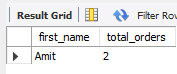 Result Grid Filter Row
first_name total_orders
Amit 2